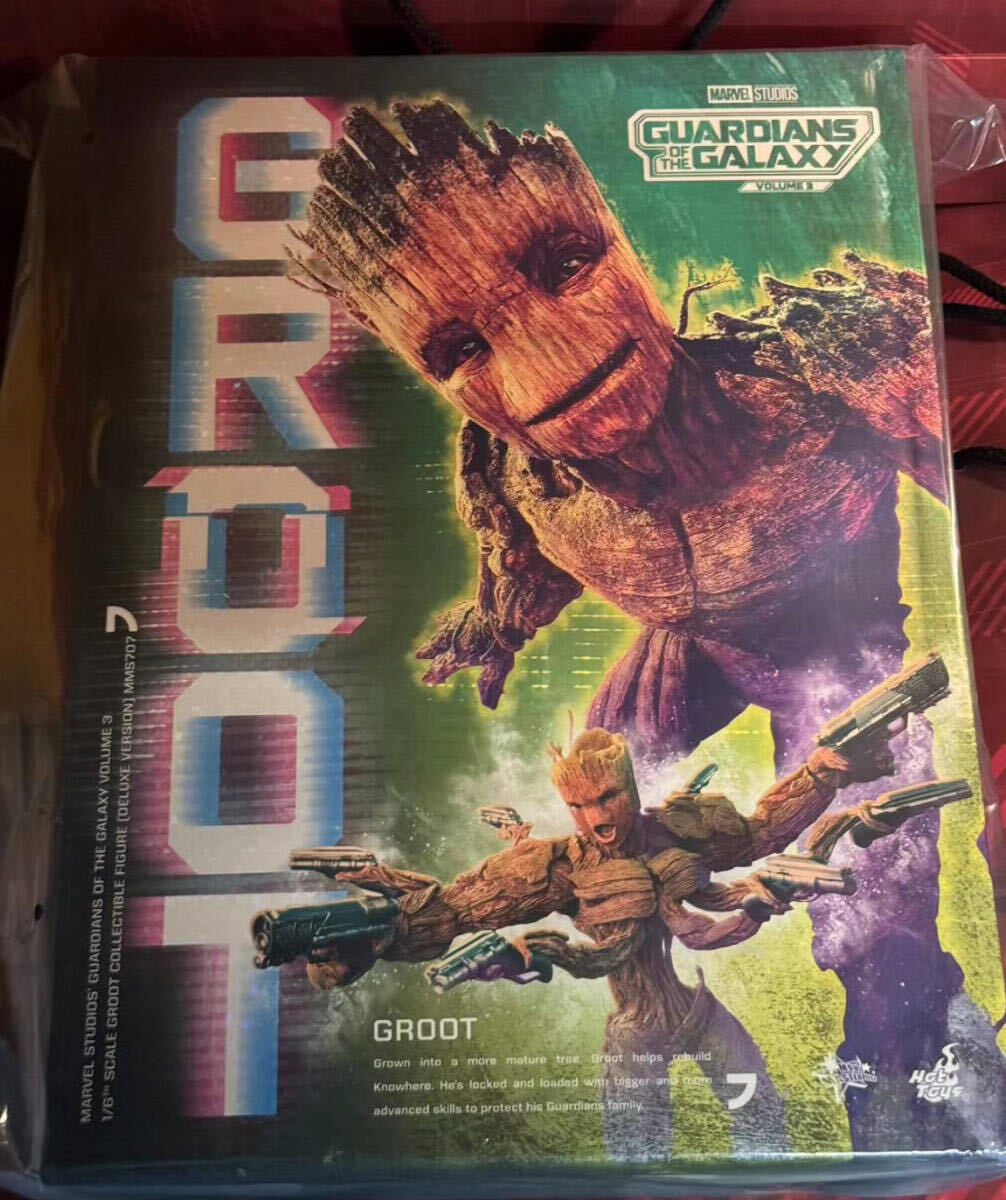 MARVEL STUDIOS
GUARDIANS
OF THE GALAXY
VOLUME 3
GROOT
MARVEL STUDIOS' GUARDIANS OF THE GALAXY VOLUME 3
1/6TH SCALE GROOT COLLECTIBLE FIGURE (DELUXE VERSION) MMS707
GROOT
Grown into a more mature tree, Groot helps rebuild
Knowhere. He's locked and loaded with bigger and more
advanced skills to protect his Guardians family.
HOT
TOYS